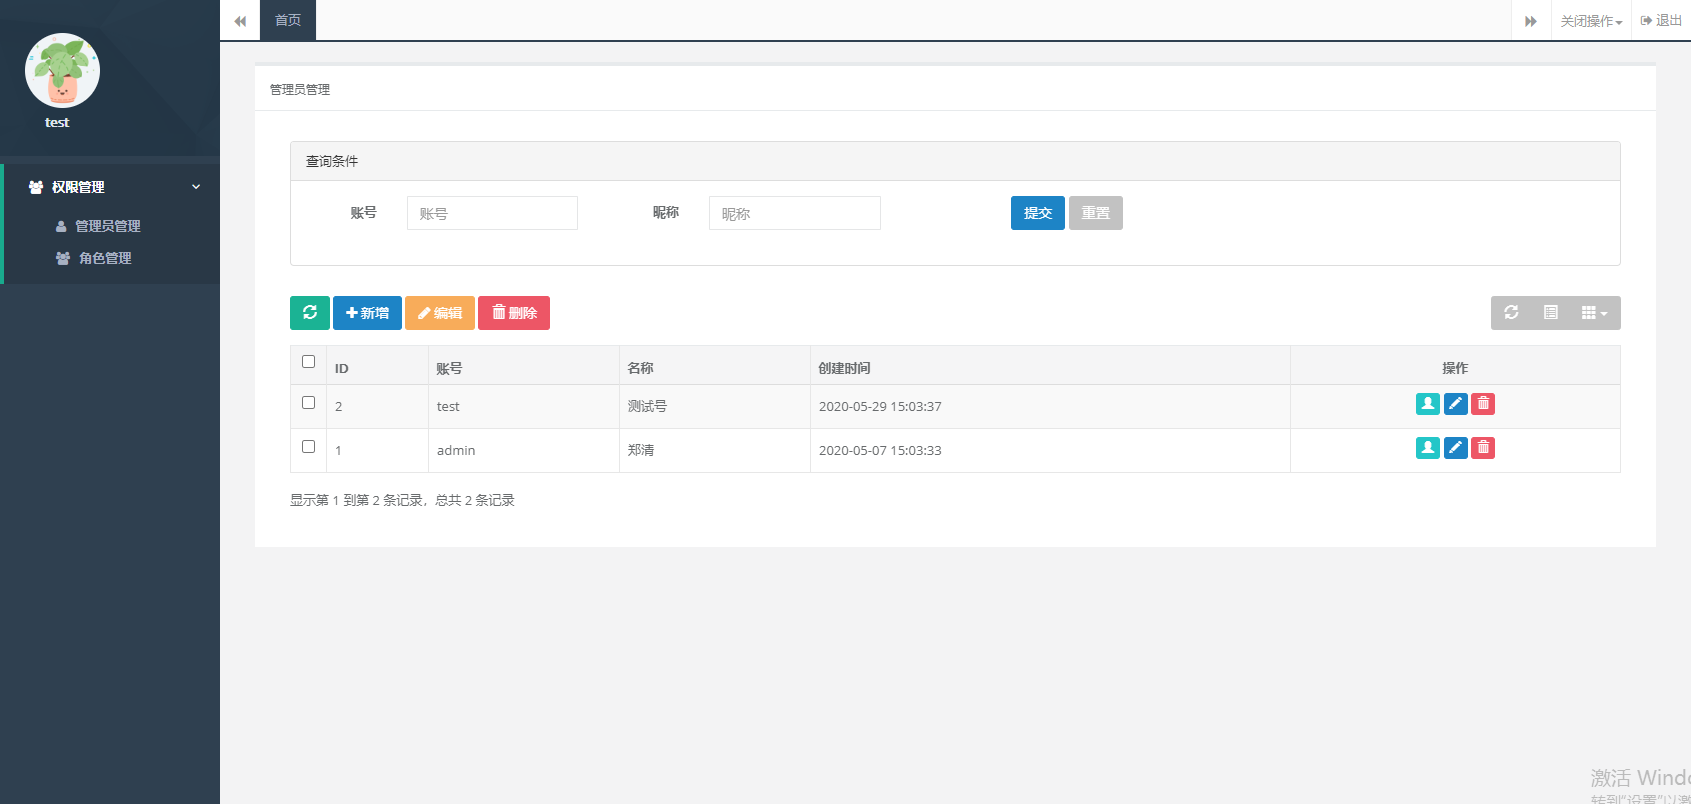 首页
关闭操作
退出
test
权限管理
管理员管理
角色管理
管理员管理
查询条件
账号 账号 昵称 昵称 提交 重置
新增 编辑 删除
ID 账号 名称 创建时间 操作
2 test 测试号 2020-05-29 15:03:37
1 admin 郑清 2020-05-07 15:03:33
显示第 1 到第 2 条记录，总共 2 条记录
激活 Windo
转到“设置”以激